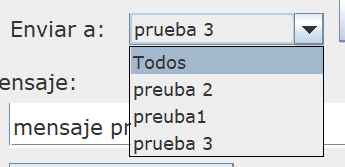 Enviar a: prueba 3
Todos
preuba 2
preuba1
prueba 3
ensaje:
mensaje pr